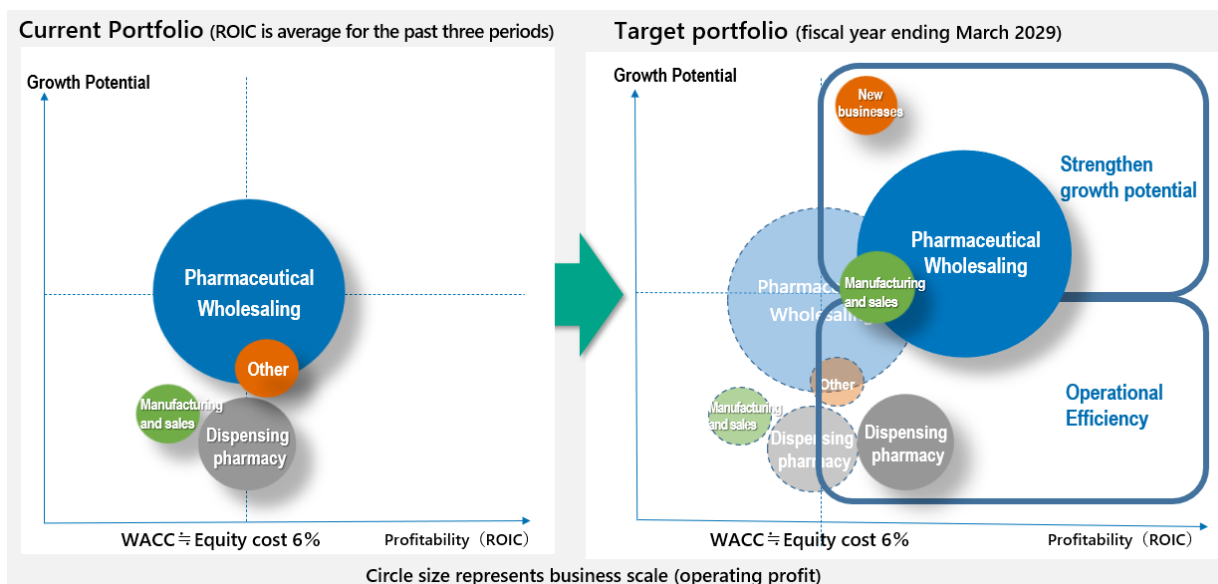 Current Portfolio (ROIC is average for the past three periods)
Growth Potential
Pharmaceutical
Wholesaling
Other
Manufacturing
and sales
Dispensing
pharmacy
WACC≒Equity cost 6%
Profitability（ROIC）
Target portfolio (fiscal year ending March 2029)
Growth Potential
New
businesses
Strengthen
growth potential
Pharmaceutical
Wholesaling
Manufacturing
and sales
Pharmaceutical
Wholesaling
Other
Manufacturing
and sales
Dispensing
pharmacy
Dispensing
pharmacy
Operational
Efficiency
WACC≒Equity cost 6%
Profitability（ROIC）
Circle size represents business scale (operating profit)